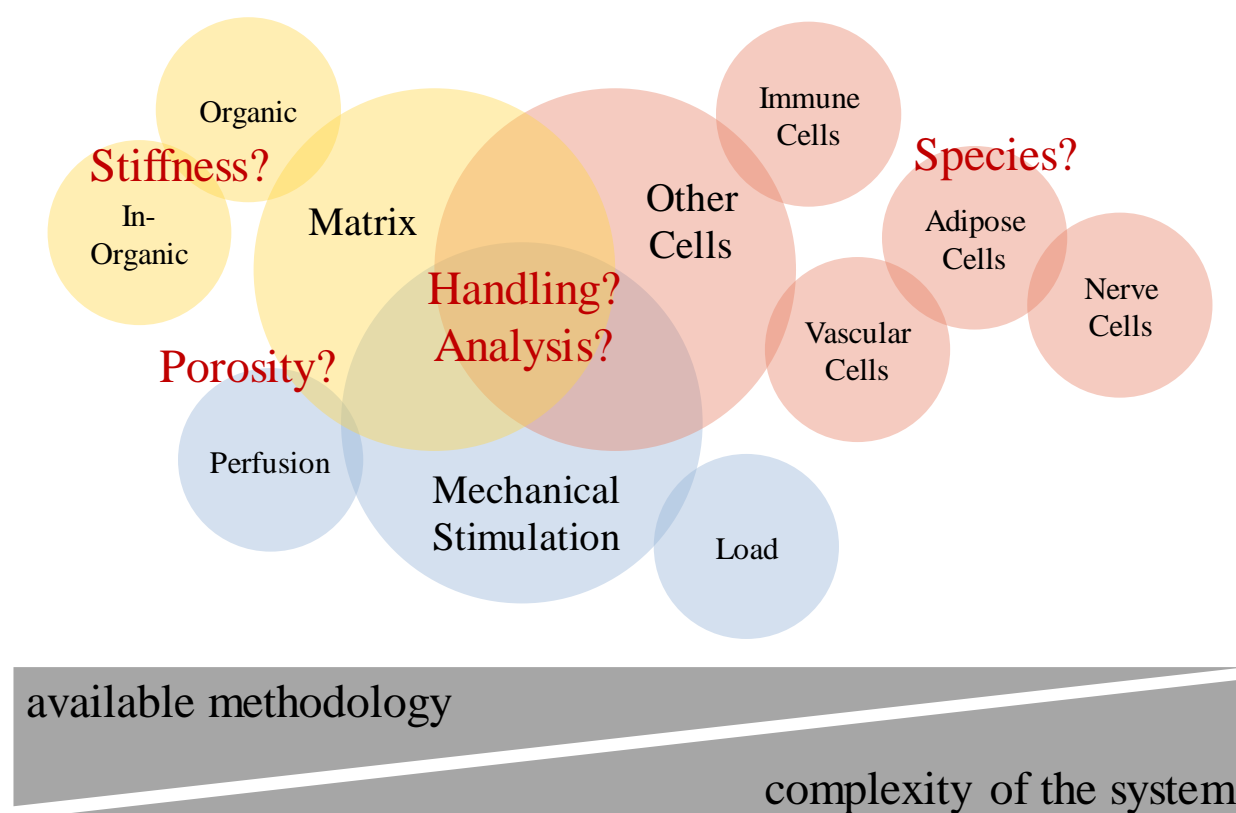 Organic
Stiffness?
In-
Organic
Matrix
Other
Cells
Immune
Cells
Species?
Adipose
Cells
Nerve
Cells
Vascular
Cells
Handling?
Analysis?
Porosity?
Perfusion
Mechanical
Stimulation
Load
available methodology
complexity of the system